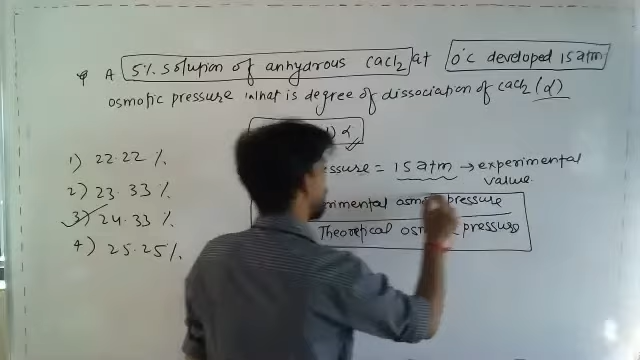 A 5% solution of anhydrous CaCl2 at 0°C developed 15 atm
osmotic pressure what is degree of dissociation of CaCl2 (α)
α
1) 22.22 %
2) 23.33 %
3) 24.33 %
4) 25.25 %
= 15 atm → experimental
value
pressure
Theoretical pressure